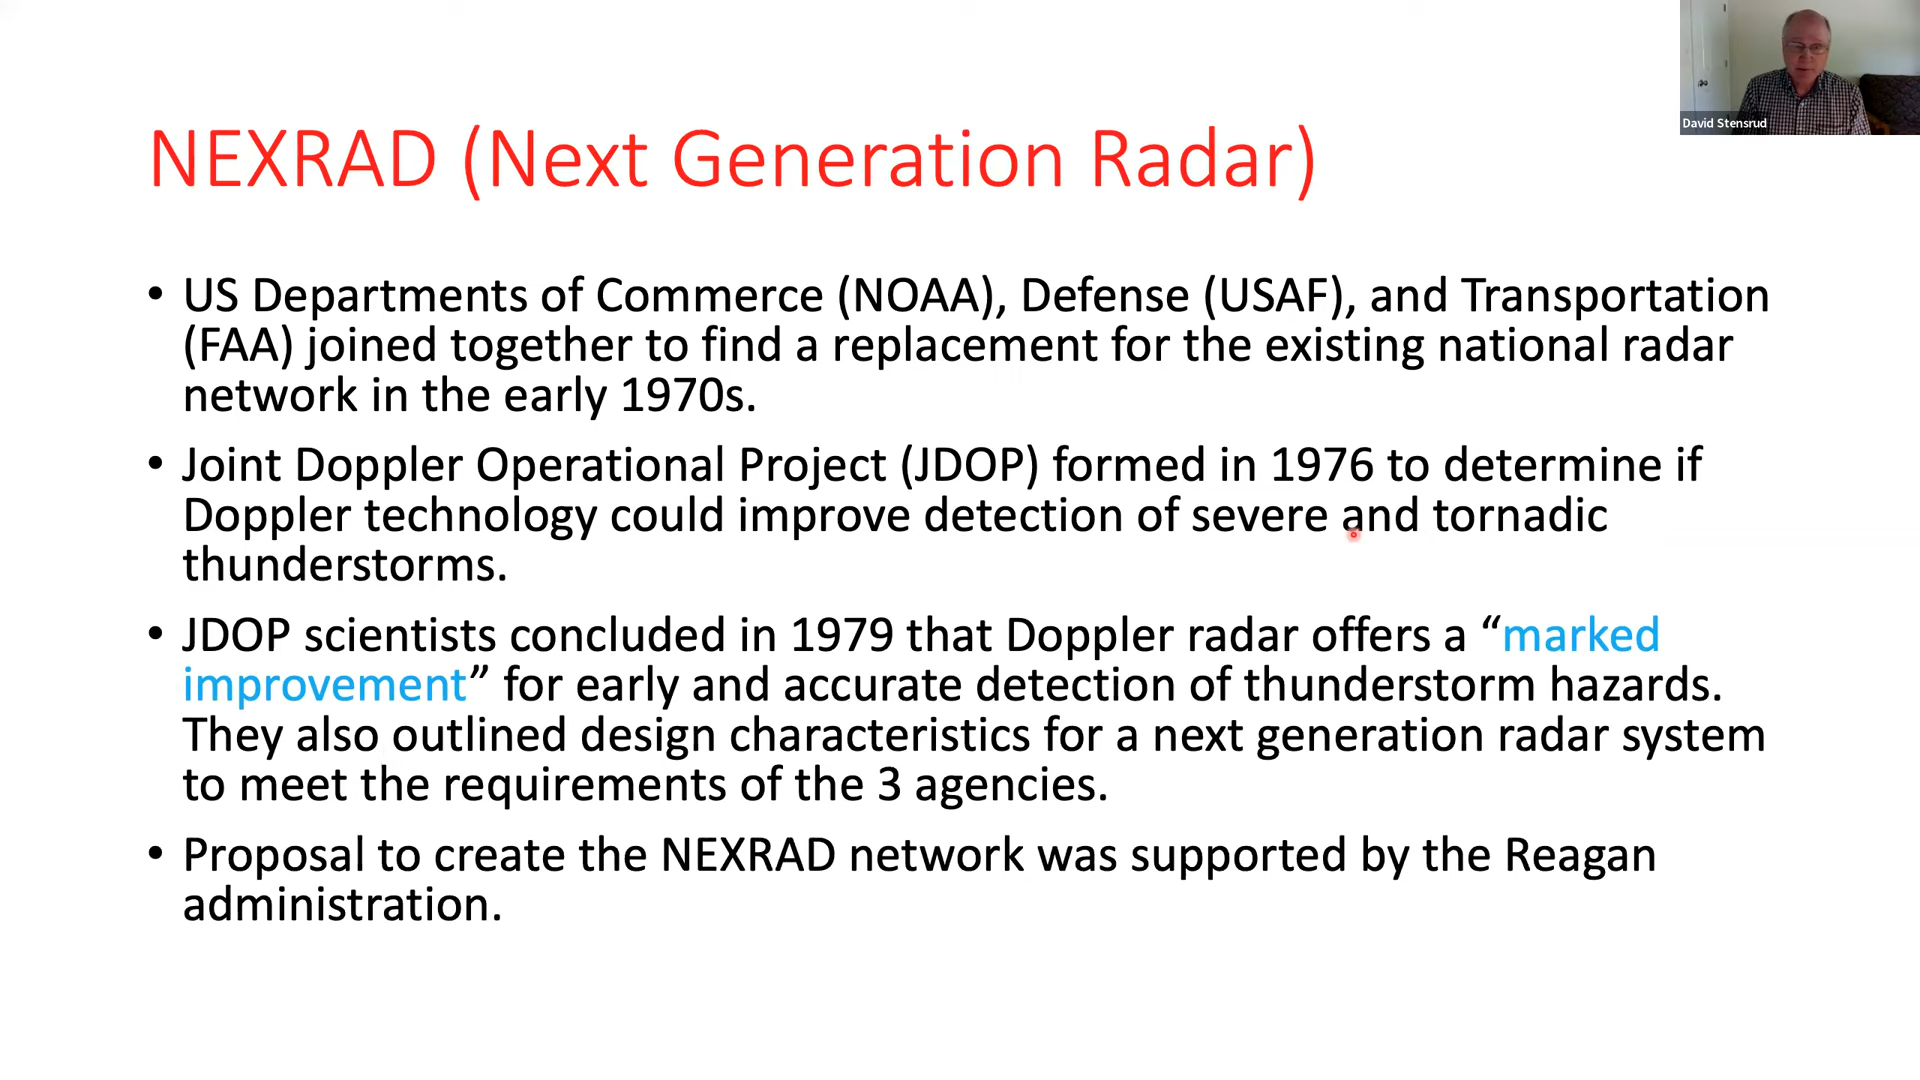 David Stensrud
NEXRAD (Next Generation Radar)
• US Departments of Commerce (NOAA), Defense (USAF), and Transportation
(FAA) joined together to find a replacement for the existing national radar
network in the early 1970s.
• Joint Doppler Operational Project (JDOP) formed in 1976 to determine if
Doppler technology could improve detection of severe and tornadic
thunderstorms.
• JDOP scientists concluded in 1979 that Doppler radar offers a “marked
improvement” for early and accurate detection of thunderstorm hazards.
They also outlined design characteristics for a next generation radar system
to meet the requirements of the 3 agencies.
• Proposal to create the NEXRAD network was supported by the Reagan
administration.